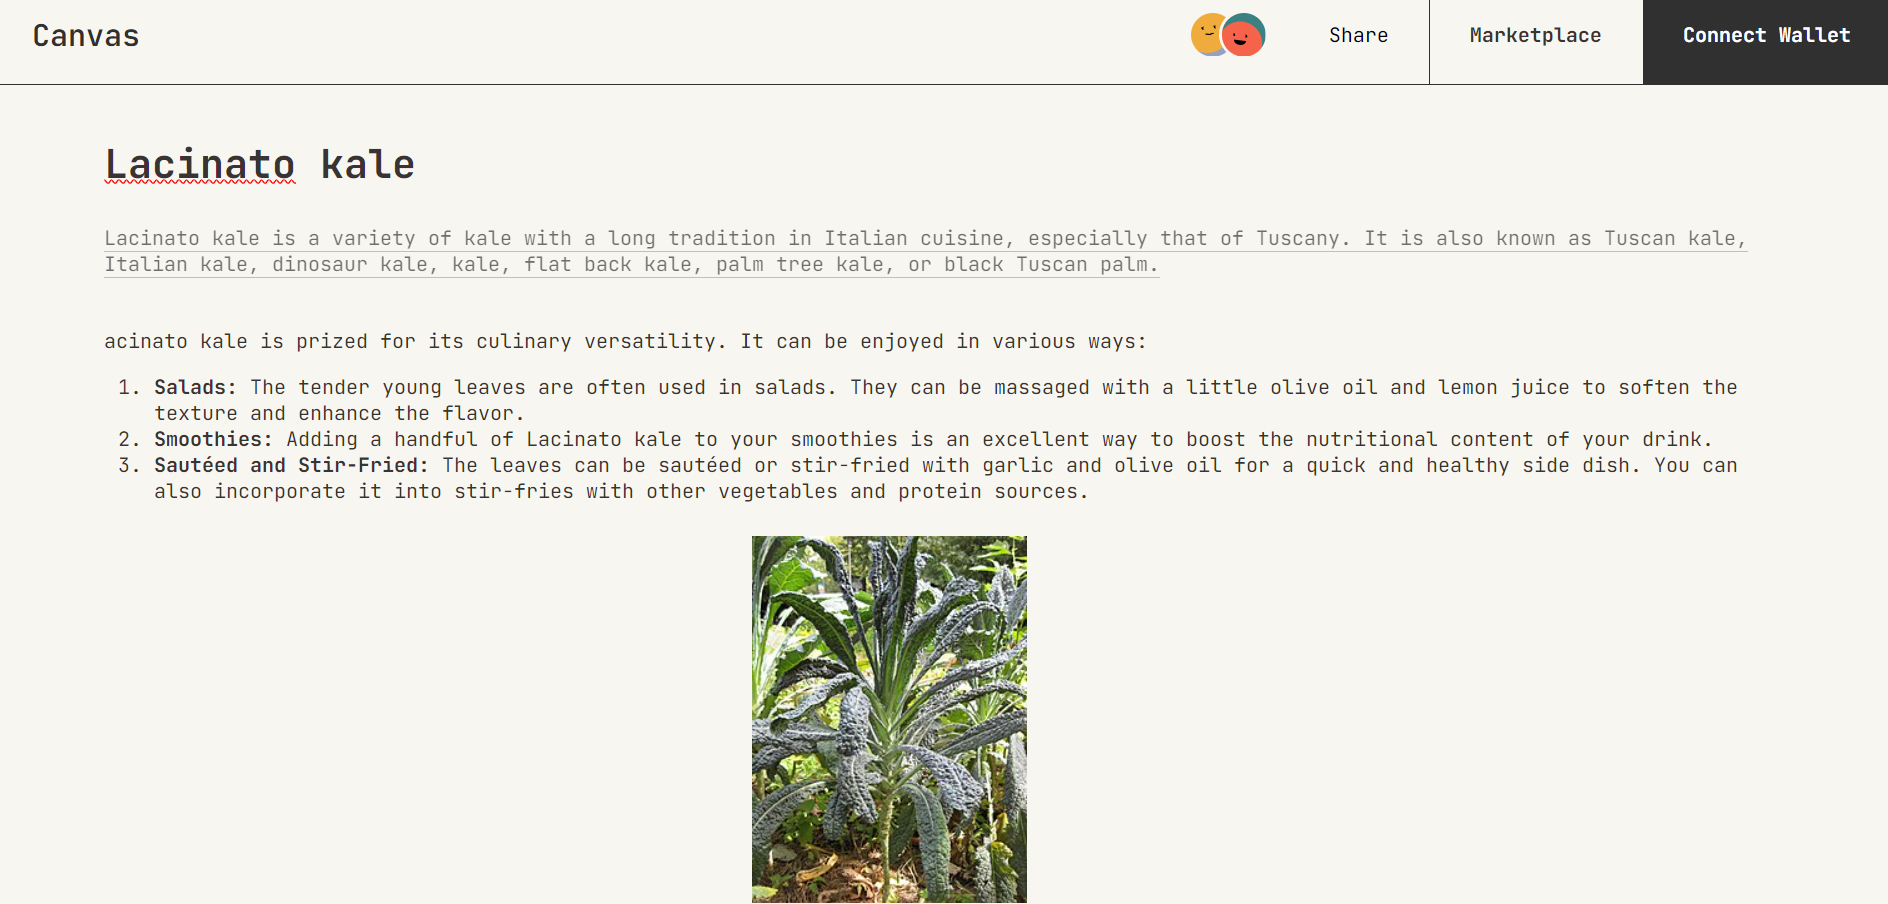 Canvas
Share
Marketplace
Connect Wallet
Lacinato kale
Lacinato kale is a variety of kale with a long tradition in Italian cuisine, especially that of Tuscany. It is also known as Tuscan kale,
Italian kale, dinosaur kale, kale, flat back kale, palm tree kale, or black Tuscan palm.
acinato kale is prized for its culinary versatility. It can be enjoyed in various ways:
1. Salads: The tender young leaves are often used in salads. They can be massaged with a little olive oil and lemon juice to soften the
texture and enhance the flavor.
2. Smoothies: Adding a handful of Lacinato kale to your smoothies is an excellent way to boost the nutritional content of your drink.
3. Sautéed and Stir-Fried: The leaves can be sautéed or stir-fried with garlic and olive oil for a quick and healthy side dish. You can
also incorporate it into stir-fries with other vegetables and protein sources.